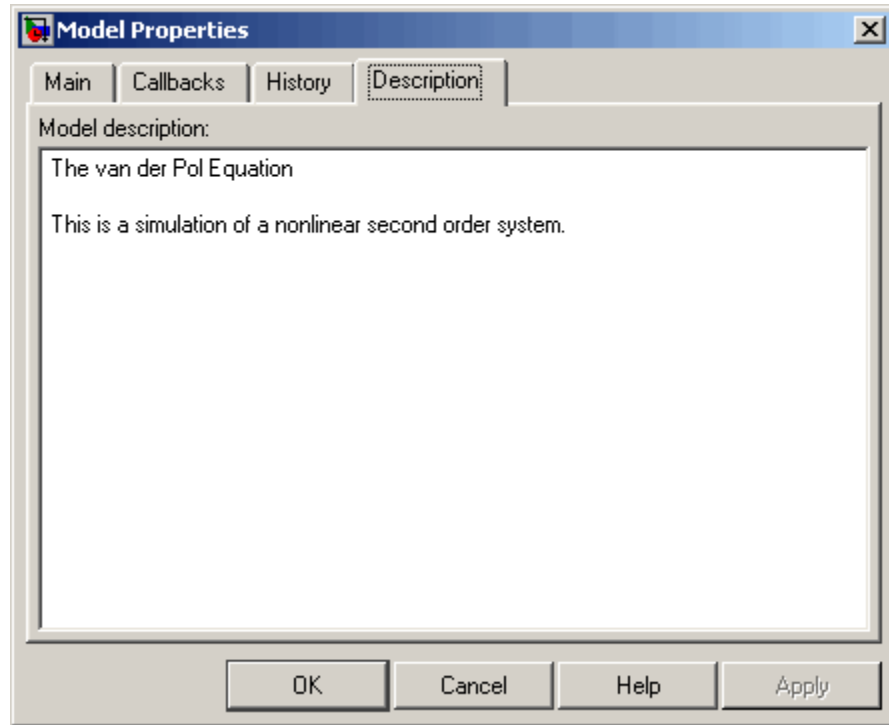 Model Properties
Main Callbacks History Description
Model description:
The van der Pol Equation
This is a simulation of a nonlinear second order system.
OK Cancel Help Apply